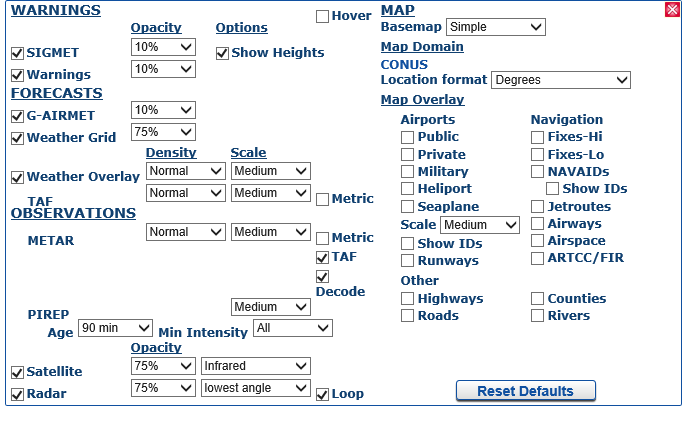 WARNINGS
Hover
Opacity Options
SIGMET 10% Show Heights
Warnings 10%
FORECASTS
G-AIRMET 10%
Weather Grid 75%
Density Scale
Weather Overlay Normal Medium
TAF Normal Medium Metric
OBSERVATIONS
METAR Normal Medium Metric
TAF
Decode
PIREP Medium
Age 90 min Min Intensity All
Opacity
Satellite 75% Infrared
Radar 75% lowest angle Loop
MAP
Basemap Simple
Map Domain
CONUS
Location format Degrees
Map Overlay
Airports Navigation
Public Fixes-Hi
Private Fixes-Lo
Military NAVAIDs
Heliport Show IDs
Seaplane Jetroutes
Scale Medium Airways
Show IDs Airspace
Runways ARTCC/FIR
Other
Highways Counties
Roads Rivers
Reset Defaults